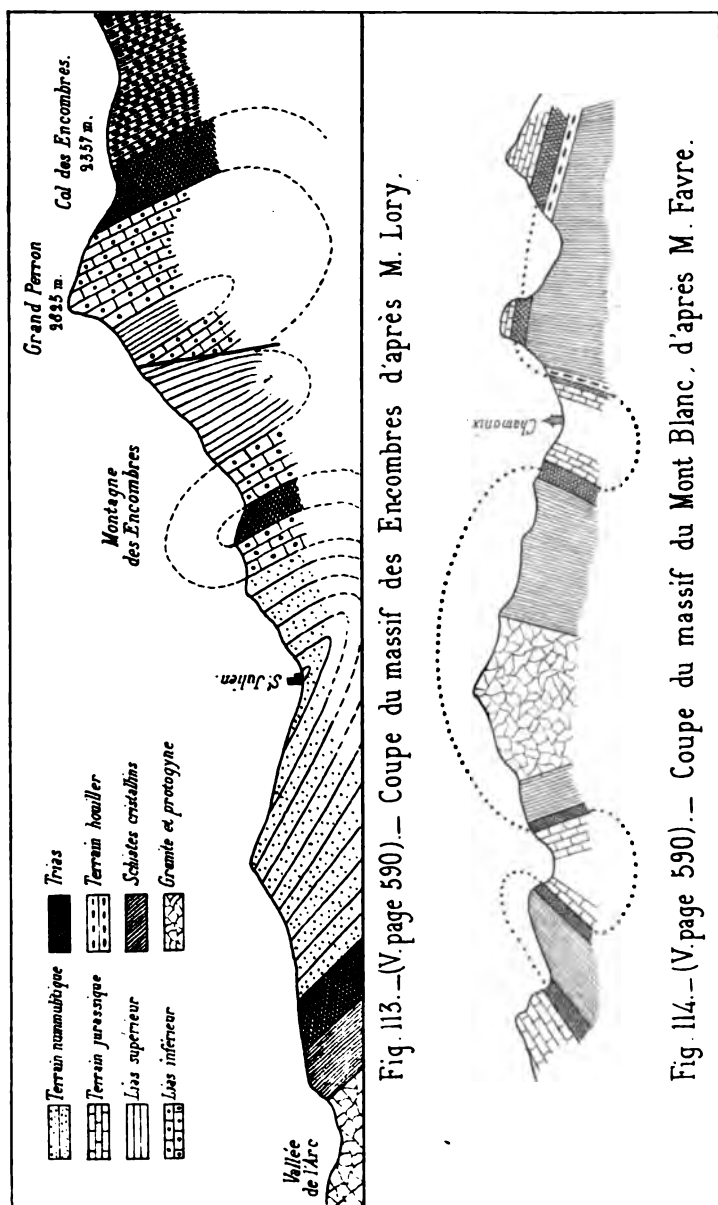 Terrain nummulitique
Terrain jurassique
Lias supérieur
Lias inférieur
Trias
Terrain houiller
Schistes cristallins
Granite et protogyne
Vallée
de l'Arc
St Julien.
Montagne
des Encombres
Grand Perron
2625 m.
Col des Encombres.
2357 m.
Fig. 113.—(V. page 590).— Coupe du massif des Encombres d'après M. Lory.
Chamonix
Fig. 114.—(V. page 590).— Coupe du massif du Mont Blanc, d'après M. Favre.